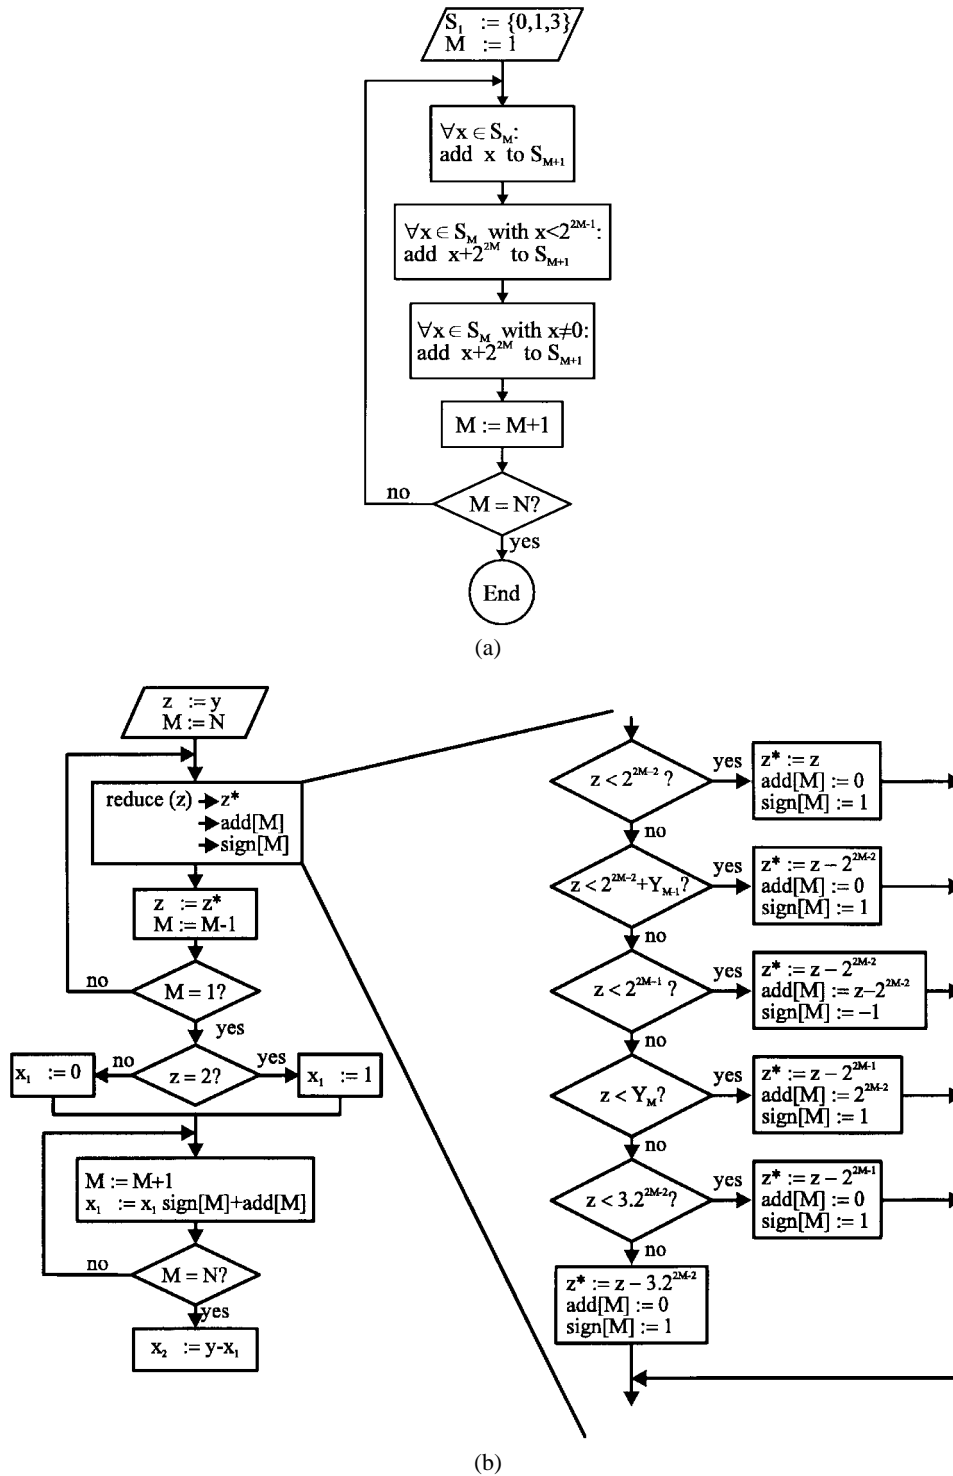 S₁ := {0,1,3}
M := 1
∀x ∈ S_M:
add x to S_{M+1}
∀x ∈ S_M with x<2^{2M-1}:
add x+2^{2M} to S_{M+1}
∀x ∈ S_M with x≠0:
add x+2^{2M} to S_{M+1}
M := M+1
no
M = N?
yes
End
(a)
z := y
M := N
reduce (z) → z*
→ add[M]
→ sign[M]
z := z*
M := M-1
no
M = 1?
yes
x₁ := 0
no
z = 2?
yes
x₁ := 1
M := M+1
x₁ := x₁ sign[M]+add[M]
no
M = N?
yes
x₂ := y-x₁
z < 2^{2M-2} ?
yes
z* := z
add[M] := 0
sign[M] := 1
no
z < 2^{2M-2}+Y_{M-1}?
yes
z* := z – 2^{2M-2}
add[M] := 0
sign[M] := 1
no
z < 2^{2M-1} ?
yes
z* := z – 2^{2M-2}
add[M] := z–2^{2M-2}
sign[M] := –1
no
z < Y_M?
yes
z* := z – 2^{2M-1}
add[M] := 2^{2M-2}
sign[M] := 1
no
z < 3.2^{2M-2}?
yes
z* := z – 2^{2M-1}
add[M] := 0
sign[M] := 1
no
z* := z – 3.2^{2M-2}
add[M] := 0
sign[M] := 1
(b)